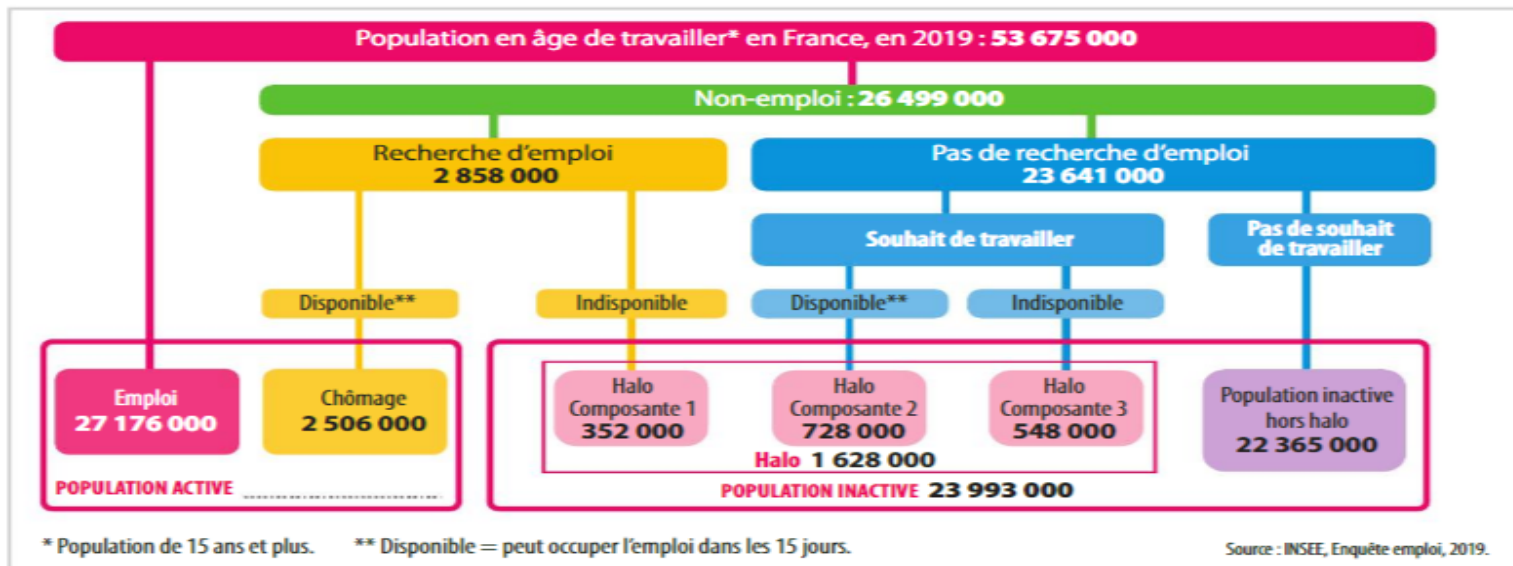 Population en âge de travailler* en France, en 2019 : 53 675 000
Non-emploi : 26 499 000
Recherche d'emploi
2 858 000
Pas de recherche d'emploi
23 641 000
Souhait de travailler
Pas de souhait
de travailler
Disponible**
Indisponible
Disponible**
Indisponible
Emploi
27 176 000
Chômage
2 506 000
POPULATION ACTIVE
Halo
Composante 1
352 000
Halo
Composante 2
728 000
Halo
Composante 3
548 000
Halo 1 628 000
Population inactive
hors halo
22 365 000
POPULATION INACTIVE 23 993 000
* Population de 15 ans et plus. ** Disponible = peut occuper l'emploi dans les 15 jours.
Source : INSEE, Enquête emploi, 2019.